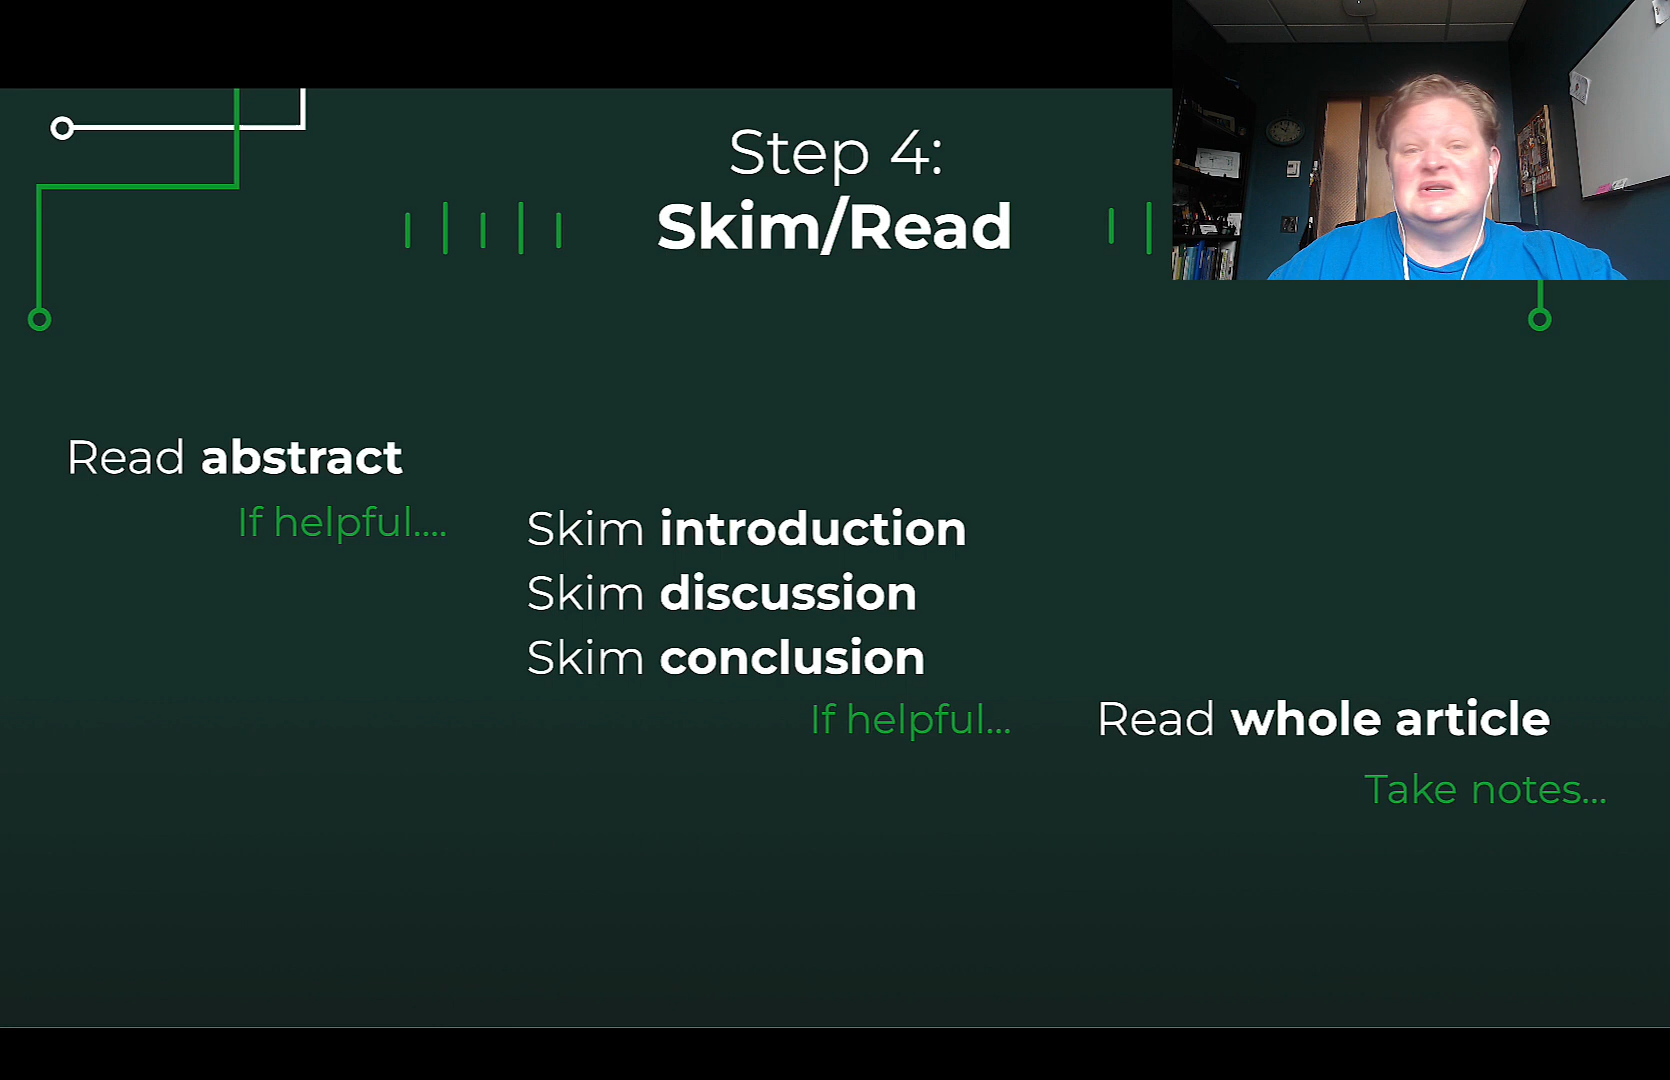 Step 4:
Skim/Read
Read abstract
If helpful....
Skim introduction
Skim discussion
Skim conclusion
If helpful...
Read whole article
Take notes...